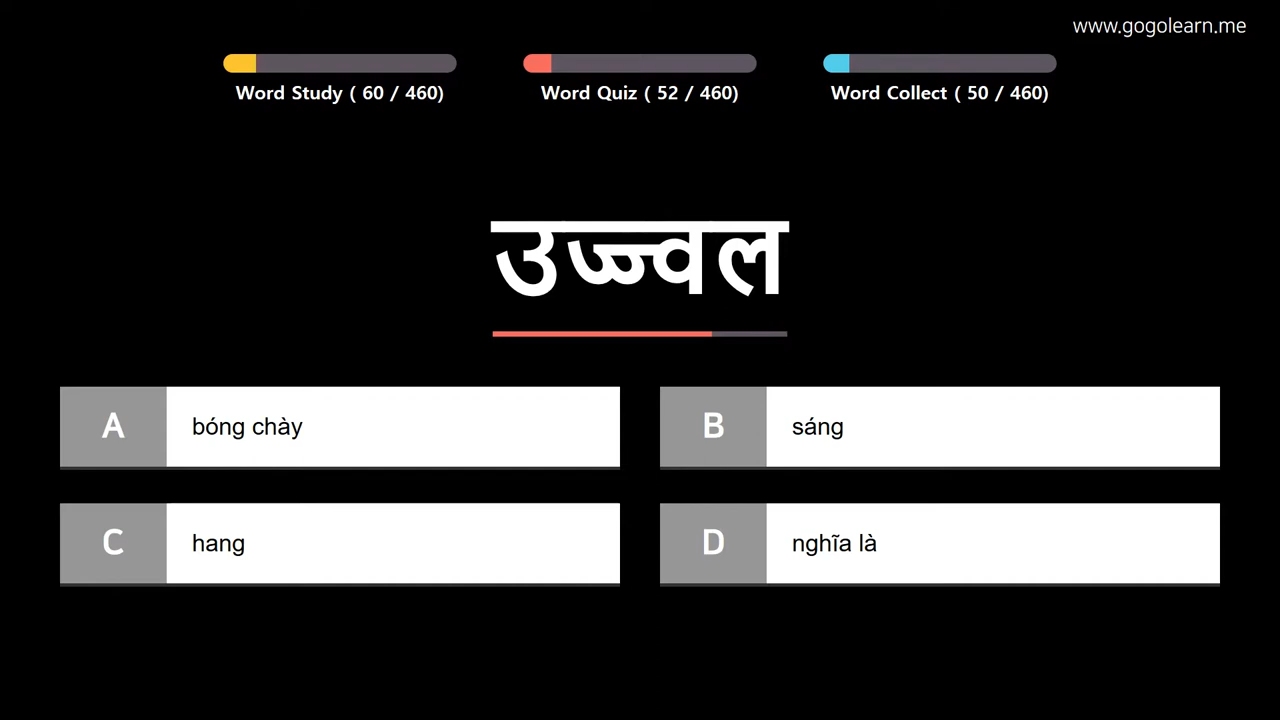 www.gogolearn.me
Word Study ( 60 / 460)
Word Quiz ( 52 / 460)
Word Collect ( 50 / 460)
उज्ज्वल
A bóng chày
B sáng
C hang
D nghĩa là